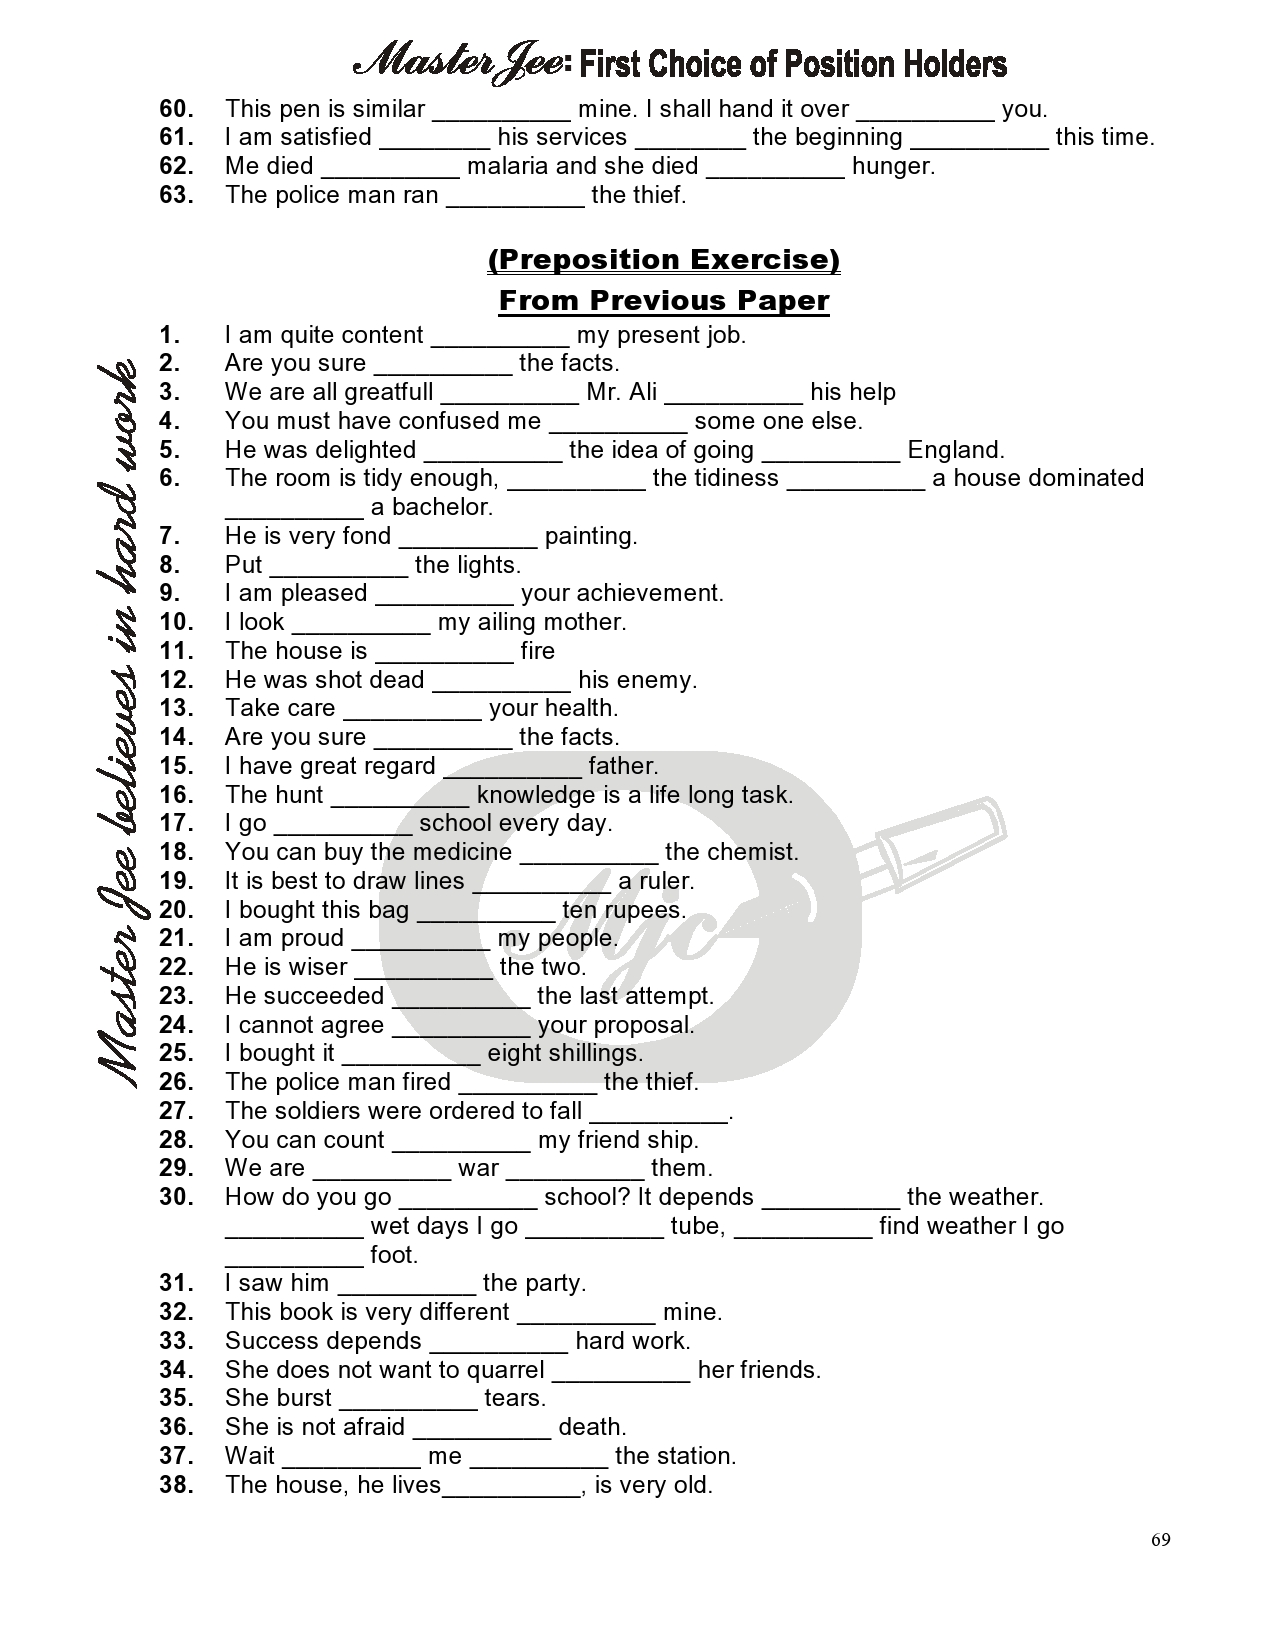 Master Jee: First Choice of Position Holders
60. This pen is similar __________ mine. I shall hand it over __________ you.
61. I am satisfied ________ his services ________ the beginning __________ this time.
62. Me died __________ malaria and she died __________ hunger.
63. The police man ran __________ the thief.
(Preposition Exercise)
From Previous Paper
1. I am quite content __________ my present job.
2. Are you sure __________ the facts.
3. We are all greatfull __________ Mr. Ali __________ his help
4. You must have confused me __________ some one else.
5. He was delighted __________ the idea of going __________ England.
6. The room is tidy enough, __________ the tidiness __________ a house dominated
__________ a bachelor.
7. He is very fond __________ painting.
8. Put __________ the lights.
9. I am pleased __________ your achievement.
10. I look __________ my ailing mother.
11. The house is __________ fire
12. He was shot dead __________ his enemy.
13. Take care __________ your health.
14. Are you sure __________ the facts.
15. I have great regard __________ father.
16. The hunt __________ knowledge is a life long task.
17. I go __________ school every day.
18. You can buy the medicine __________ the chemist.
19. It is best to draw lines __________ a ruler.
20. I bought this bag __________ ten rupees.
21. I am proud __________ my people.
22. He is wiser __________ the two.
23. He succeeded __________ the last attempt.
24. I cannot agree __________ your proposal.
25. I bought it __________ eight shillings.
26. The police man fired __________ the thief.
27. The soldiers were ordered to fall __________.
28. You can count __________ my friend ship.
29. We are __________ war __________ them.
30. How do you go __________ school? It depends __________ the weather.
__________ wet days I go __________ tube, __________ find weather I go
__________ foot.
31. I saw him __________ the party.
32. This book is very different __________ mine.
33. Success depends __________ hard work.
34. She does not want to quarrel __________ her friends.
35. She burst __________ tears.
36. She is not afraid __________ death.
37. Wait __________ me __________ the station.
38. The house, he lives__________, is very old.
Master Jee believes in hard work
Mjc
69